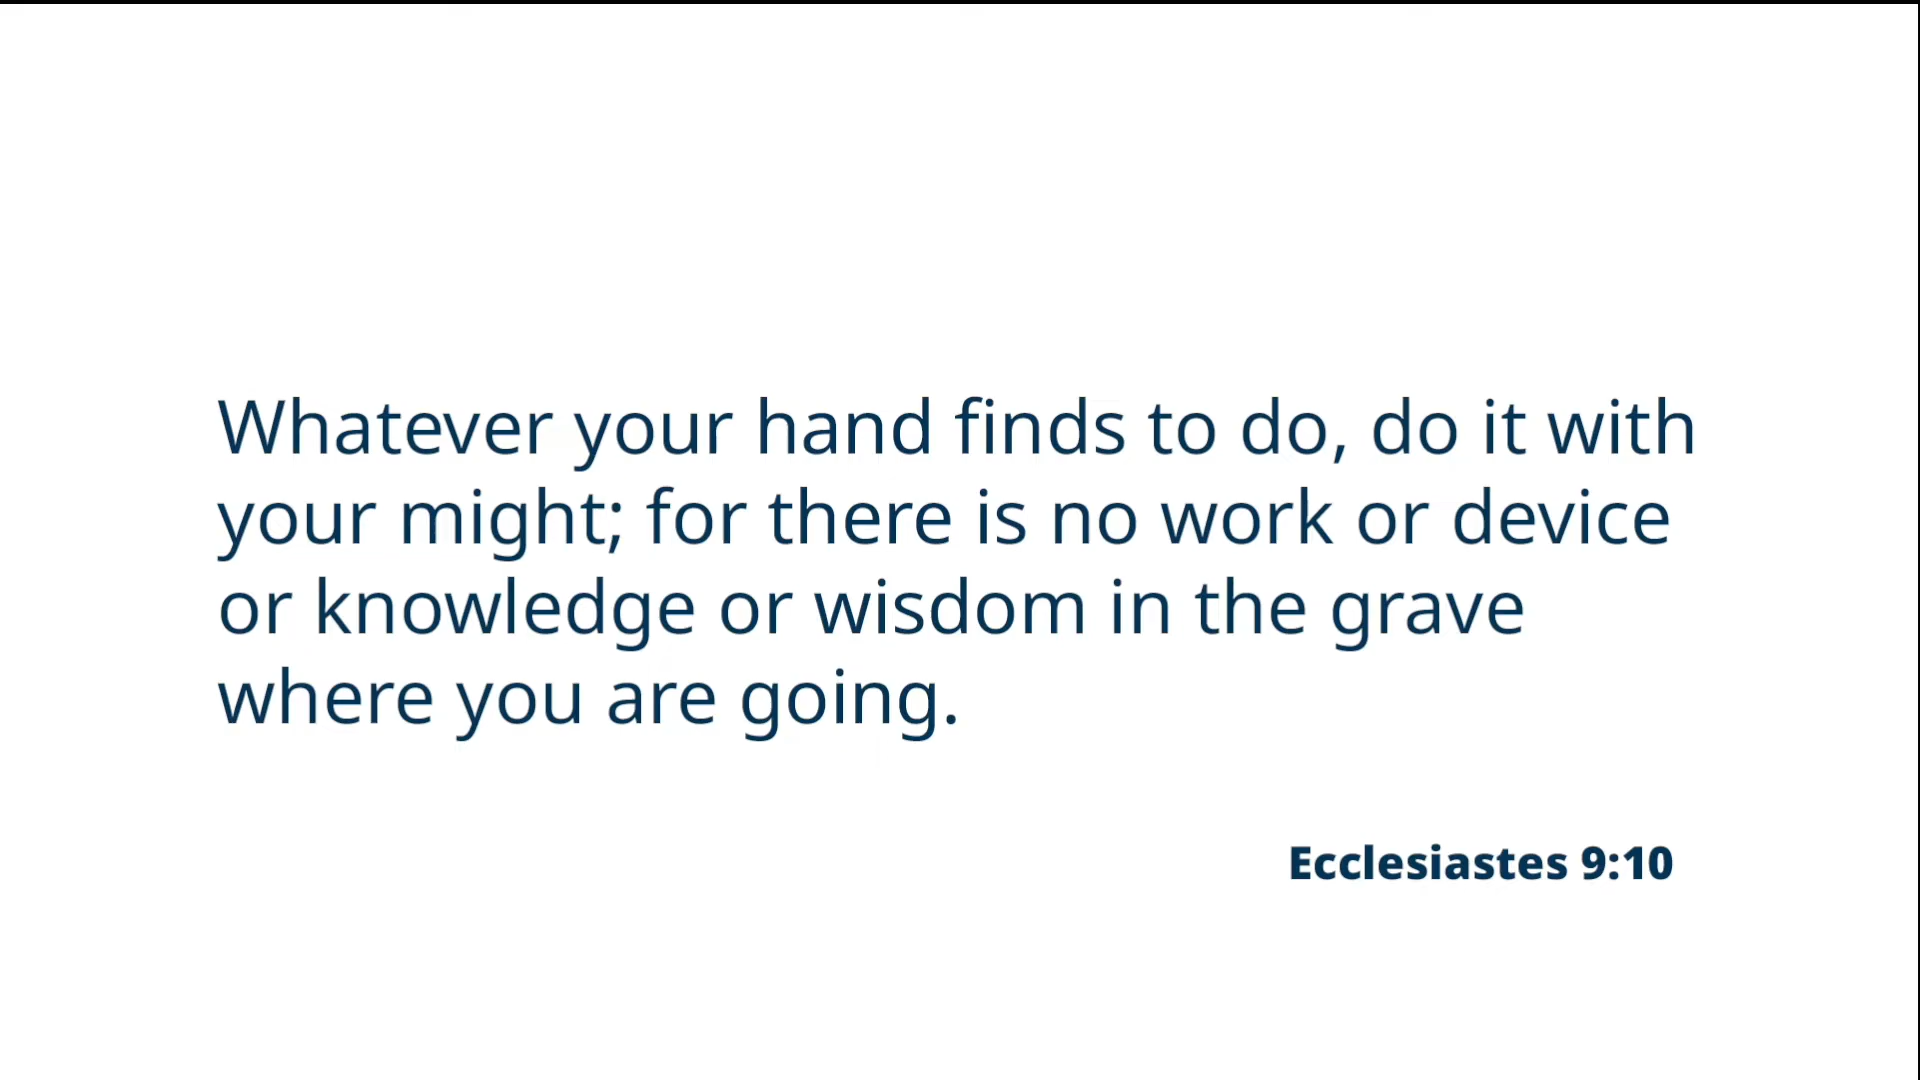 Whatever your hand finds to do, do it with
your might; for there is no work or device
or knowledge or wisdom in the grave
where you are going.
Ecclesiastes 9:10